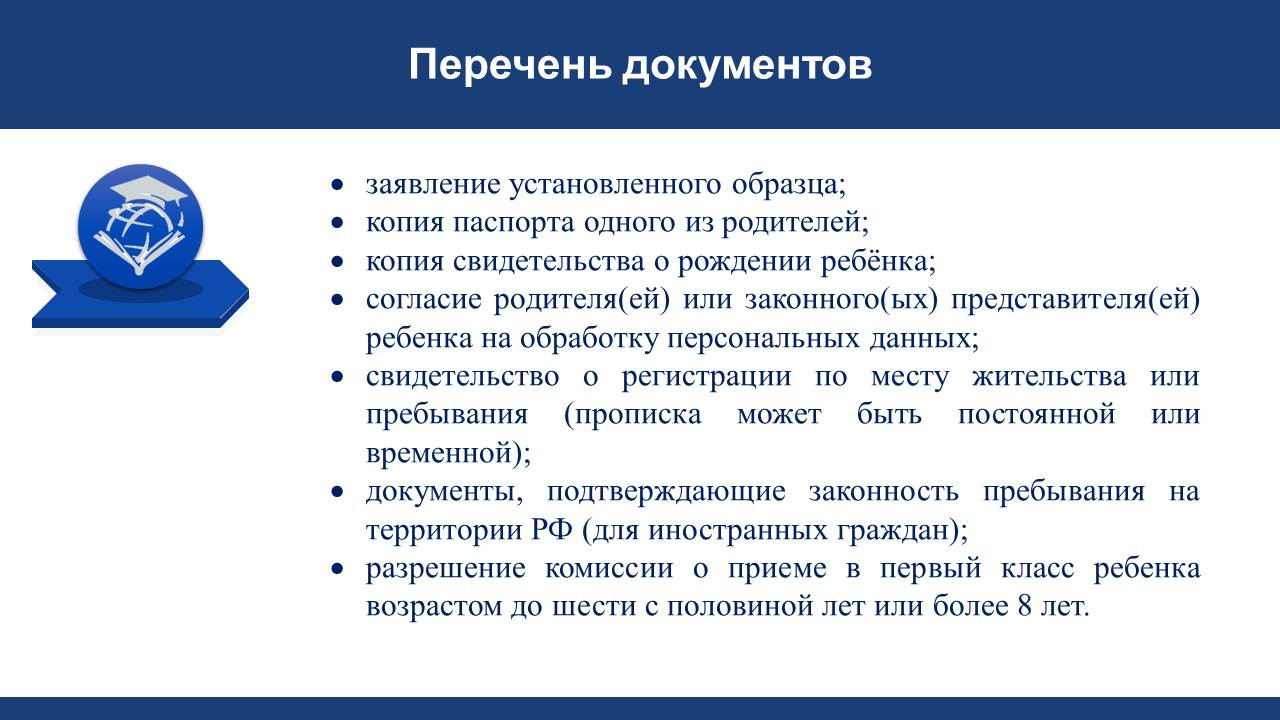 Перечень документов
• заявление установленного образца;
• копия паспорта одного из родителей;
• копия свидетельства о рождении ребёнка;
• согласие родителя(ей) или законного(ых) представителя(ей)
ребенка на обработку персональных данных;
• свидетельство о регистрации по месту жительства или
пребывания (прописка может быть постоянной или
временной);
• документы, подтверждающие законность пребывания на
территории РФ (для иностранных граждан);
• разрешение комиссии о приеме в первый класс ребенка
возрастом до шести с половиной лет или более 8 лет.